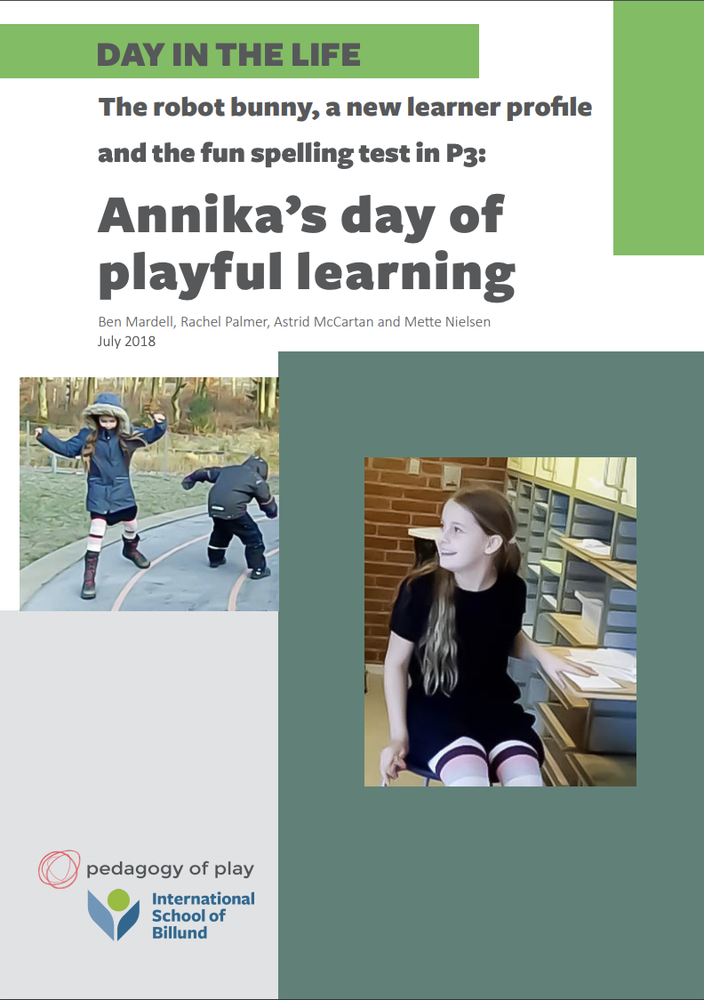 DAY IN THE LIFE
The robot bunny, a new learner profile
and the fun spelling test in P3:
Annika’s day of
playful learning
Ben Mardell, Rachel Palmer, Astrid McCartan and Mette Nielsen
July 2018
pedagogy of play
International
School of
Billund